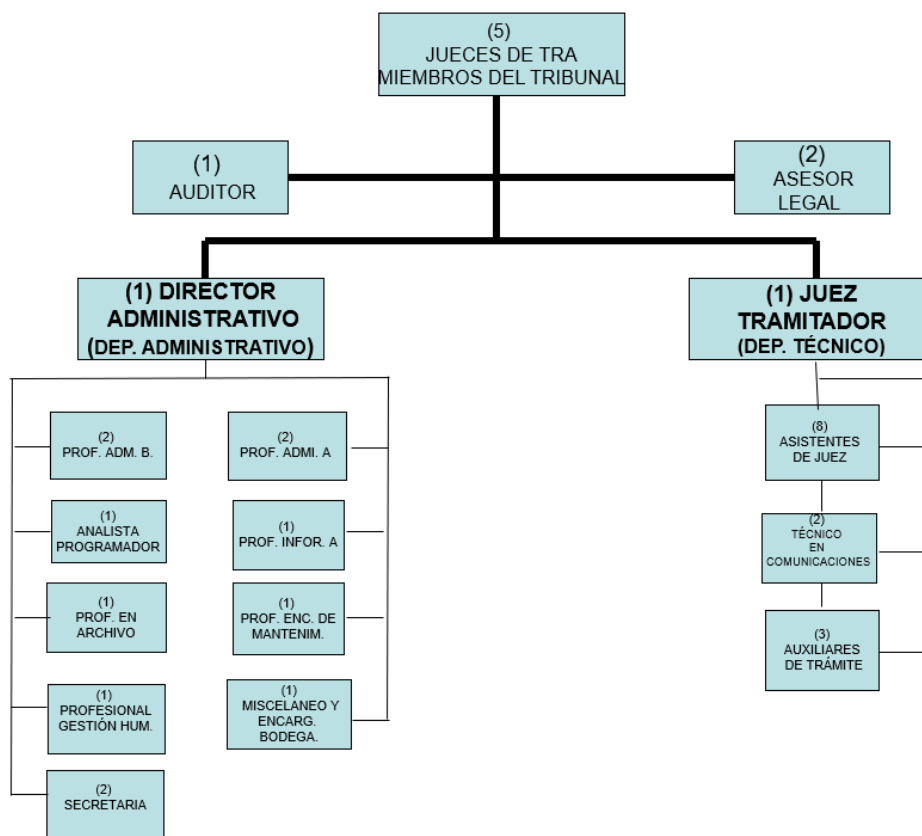 (5)
JUECES DE TRA
MIEMBROS DEL TRIBUNAL
(1)
AUDITOR
(2)
ASESOR
LEGAL
(1) DIRECTOR
ADMINISTRATIVO
(DEP. ADMINISTRATIVO)
(1) JUEZ
TRAMITADOR
(DEP. TÉCNICO)
(2)
PROF. ADM. B.
(2)
PROF. ADMI. A
(8)
ASISTENTES
DE JUEZ
(1)
ANALISTA
PROGRAMADOR
(1)
PROF. INFOR. A
(2)
TÉCNICO
EN
COMUNICACIONES
(1)
PROF. EN
ARCHIVO
(1)
PROF. ENC. DE
MANTENIM.
(3)
AUXILIARES
DE TRÁMITE
(1)
PROFESIONAL
GESTIÓN HUM.
(1)
MISCELANEO Y
ENCARG.
BODEGA.
(2)
SECRETARIA